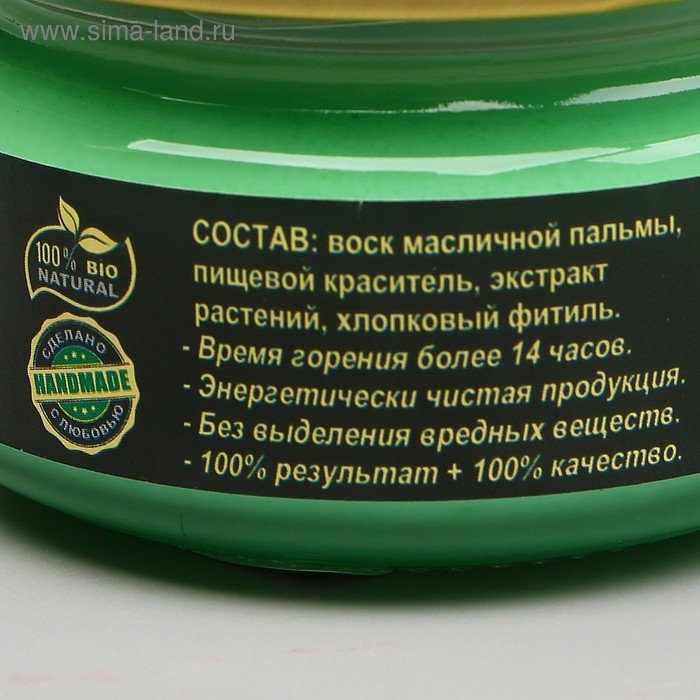 www.sima-land.ru
100% BIO
NATURAL
СДЕЛАНО
HANDMADE
С ЛЮБОВЬЮ
СОСТАВ: воск масличной пальмы,
пищевой краситель, экстракт
растений, хлопковый фитиль.
- Время горения более 14 часов.
- Энергетически чистая продукция.
- Без выделения вредных веществ.
- 100% результат + 100% качество.